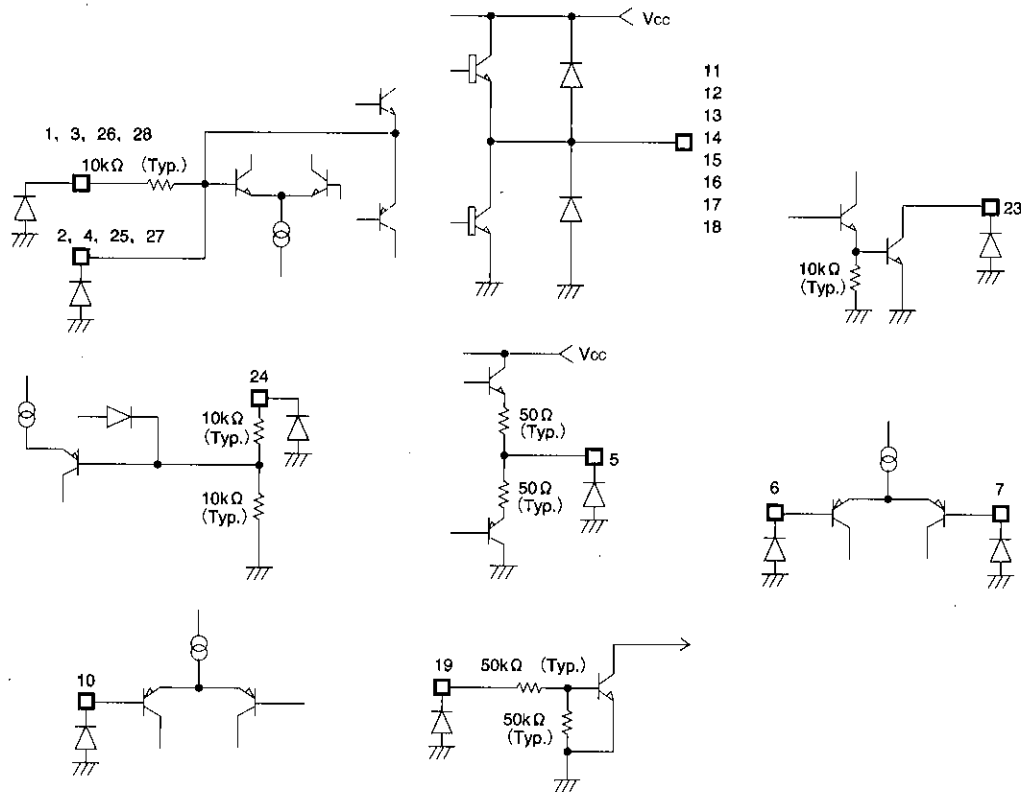 Vcc
11
12
13
14
15
16
17
18
1, 3, 26, 28
10kΩ (Typ.)
2, 4, 25, 27
23
10kΩ
(Typ.)
24
10kΩ
(Typ.)
10kΩ
(Typ.)
Vcc
50Ω
(Typ.)
5
50Ω
(Typ.)
6
7
10
19
50kΩ (Typ.)
50kΩ
(Typ.)